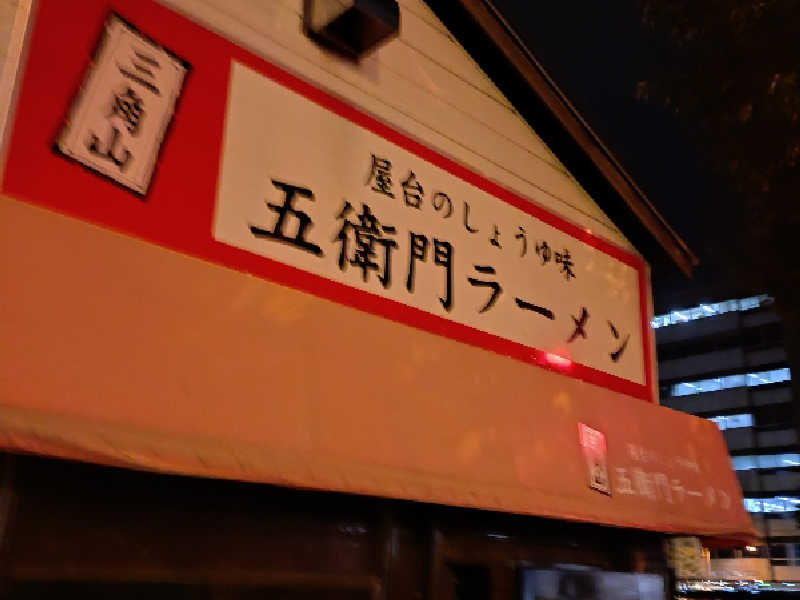 三角山
屋台のしょうゆ味
五衛門ラーメン
五衛門ラーメン